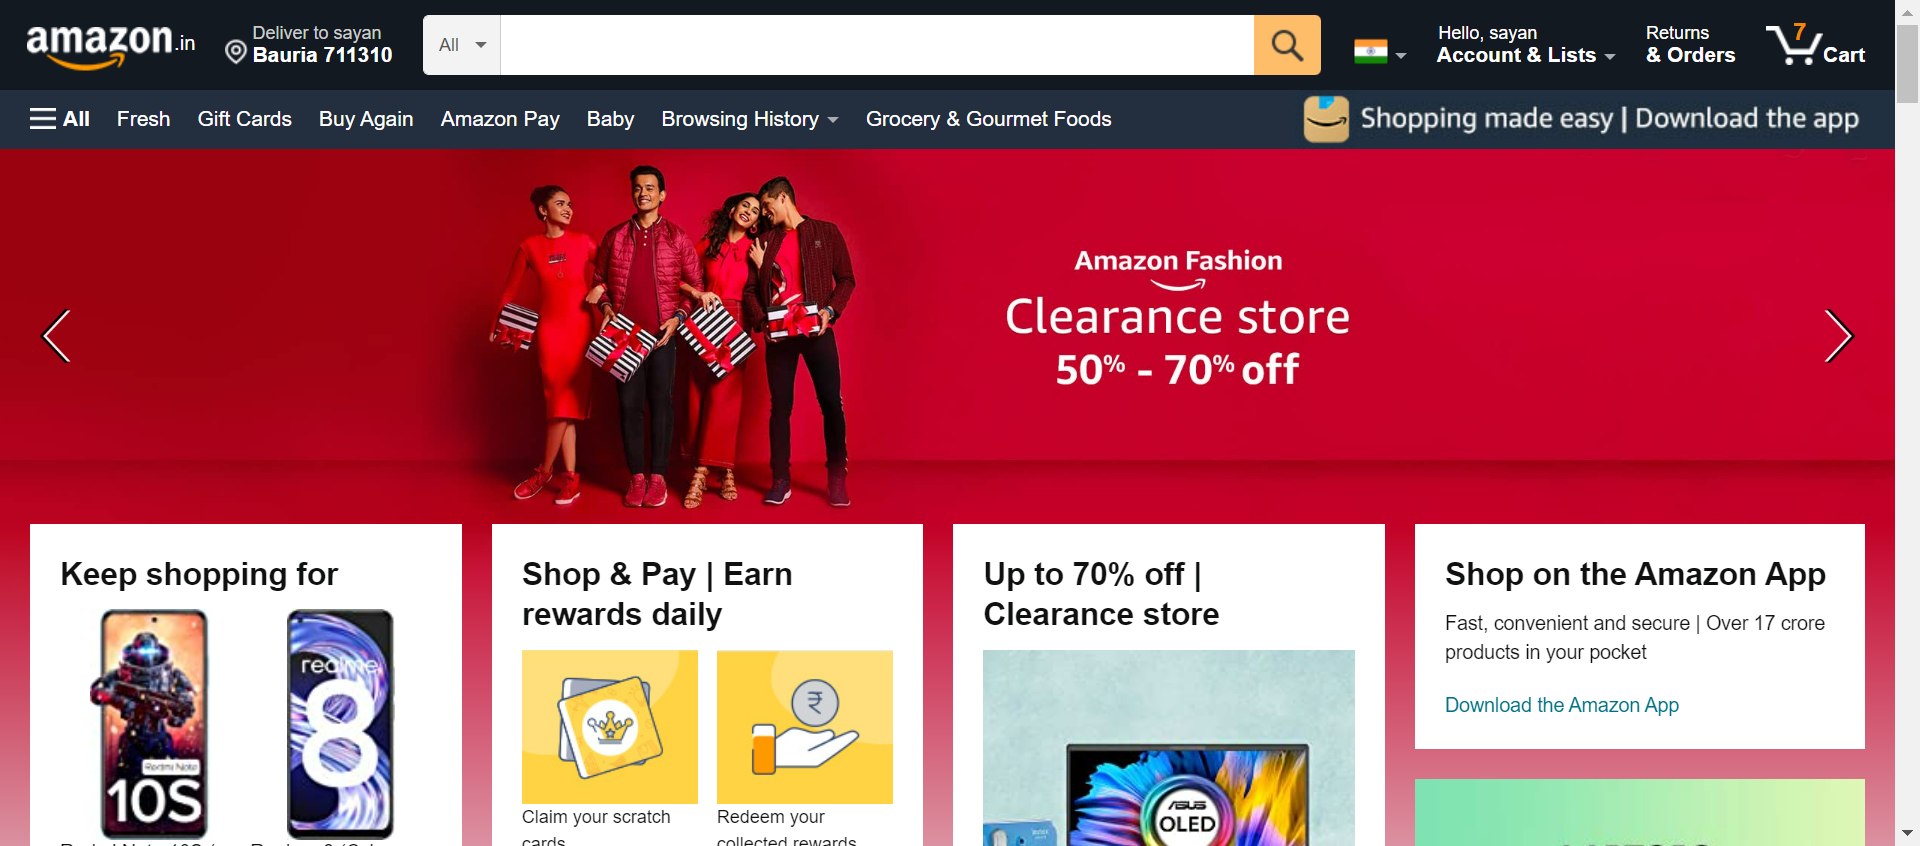 amazon.in
Deliver to sayan
Bauria 711310
All
Hello, sayan
Account & Lists
Returns
& Orders
7
Cart
All
Fresh
Gift Cards
Buy Again
Amazon Pay
Baby
Browsing History
Grocery & Gourmet Foods
Shopping made easy | Download the app
Amazon Fashion
Clearance store
50% - 70% off
Keep shopping for
realme
8
Redmi Note
10S
Shop & Pay | Earn
rewards daily
₹
Claim your scratch
cards
Redeem your
collected rewards
Up to 70% off |
Clearance store
ASUS
OLED
Shop on the Amazon App
Fast, convenient and secure | Over 17 crore
products in your pocket
Download the Amazon App